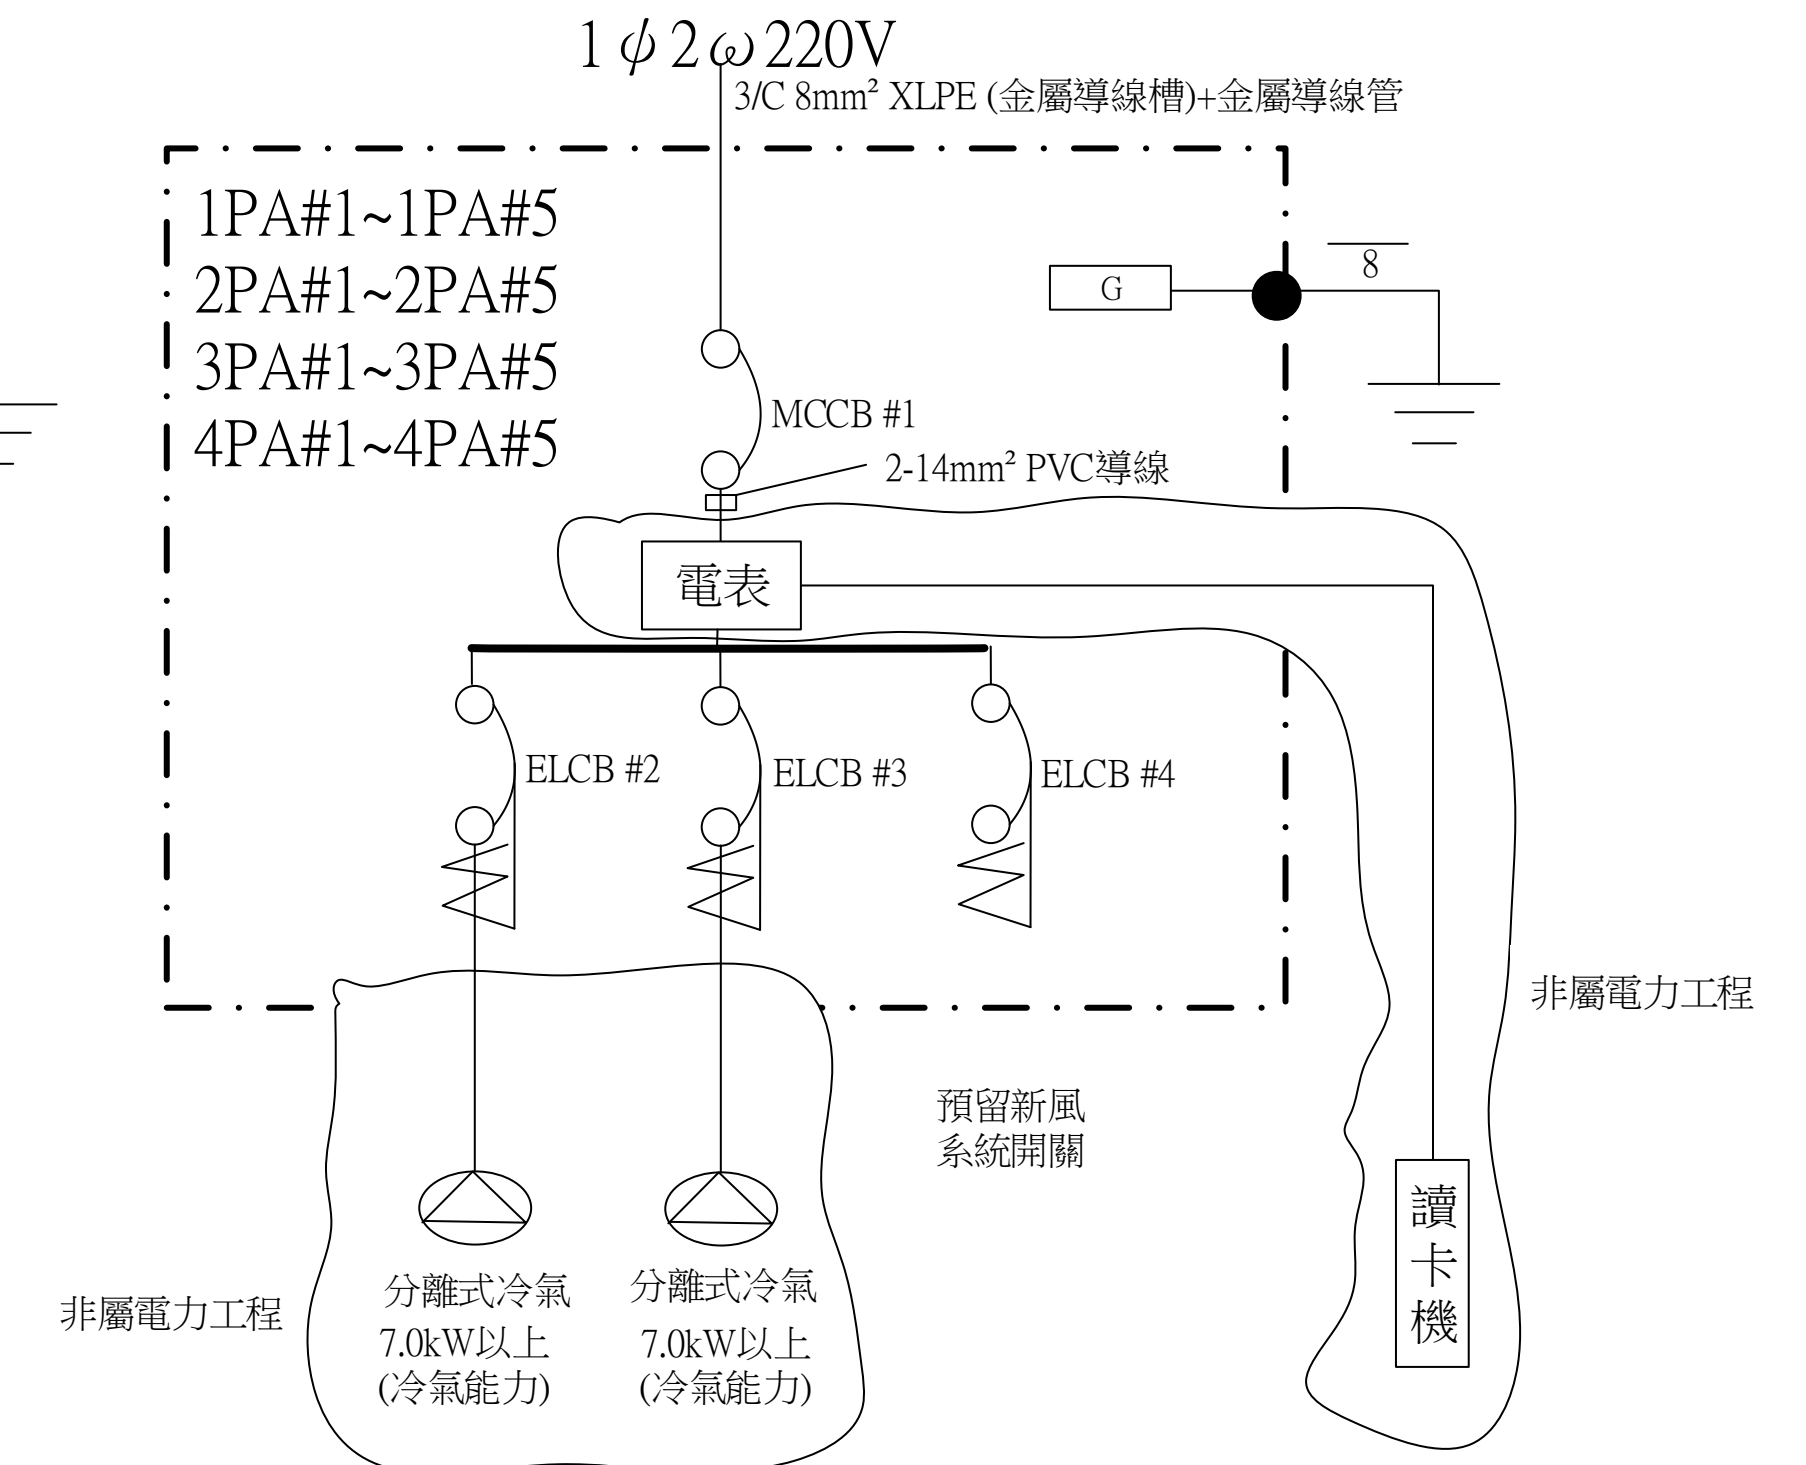 1ψ2ω220V
3/C 8mm² XLPE (金屬導線槽)+金屬導線管
1PA#1~1PA#5
2PA#1~2PA#5
3PA#1~3PA#5
4PA#1~4PA#5
8
G
MCCB #1
2-14mm² PVC導線
電表
ELCB #2
ELCB #3
ELCB #4
非屬電力工程
預留新風
系統開關
讀
卡
機
非屬電力工程
分離式冷氣
7.0kW以上
(冷氣能力)
分離式冷氣
7.0kW以上
(冷氣能力)